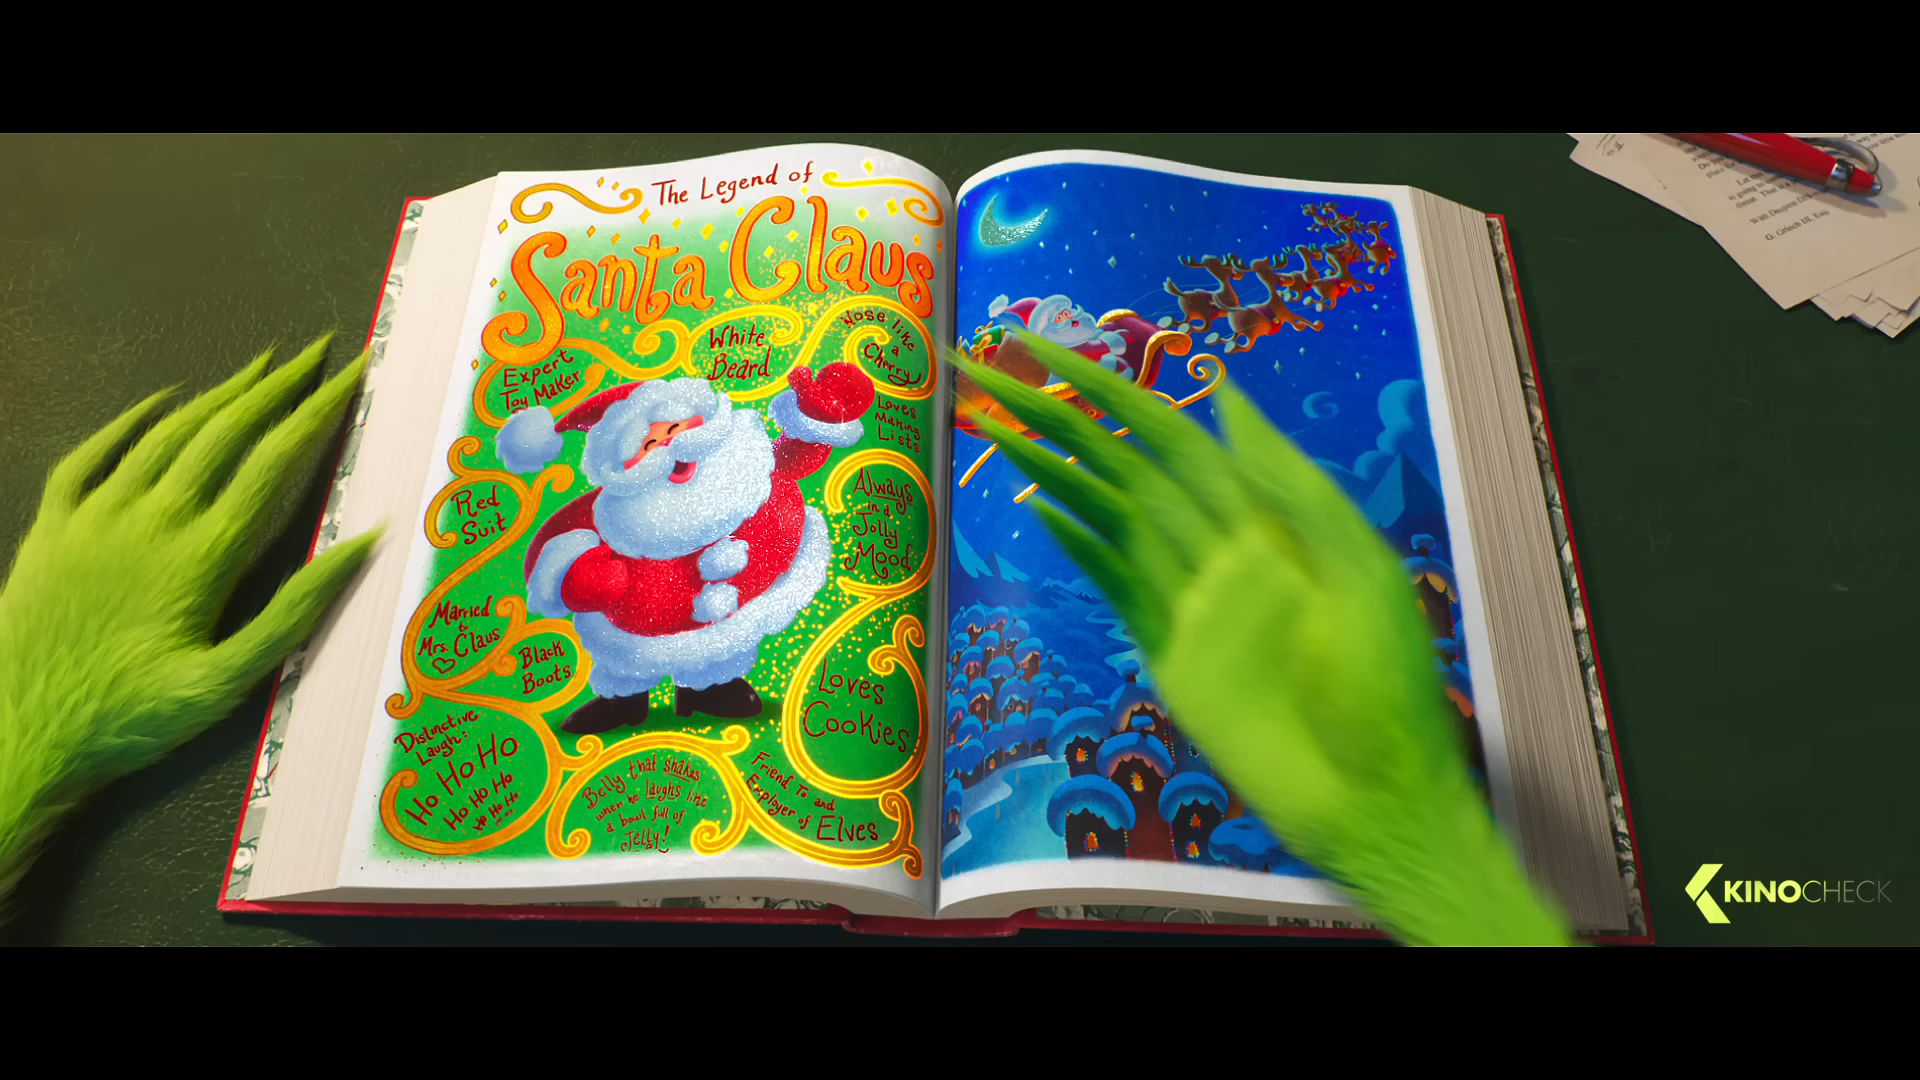 The Legend of
Santa Claus
Expert
Toy Maker
White
Beard
Nose like
a
Cherry
Loves
Making
Lists
Red
Suit
Always
in a
Jolly
Mood
Married
to
Mrs. Claus
Black
Boots
Loves
Cookies
Distinctive
Laugh:
Ho Ho Ho
Ho Ho Ho
Ho Ho Ho
Belly that shakes
when he laughs like
a bowl full of
Jelly!
Friend To and
Employer of
Elves
G. Grinch III, Esq.
KINOCHECK